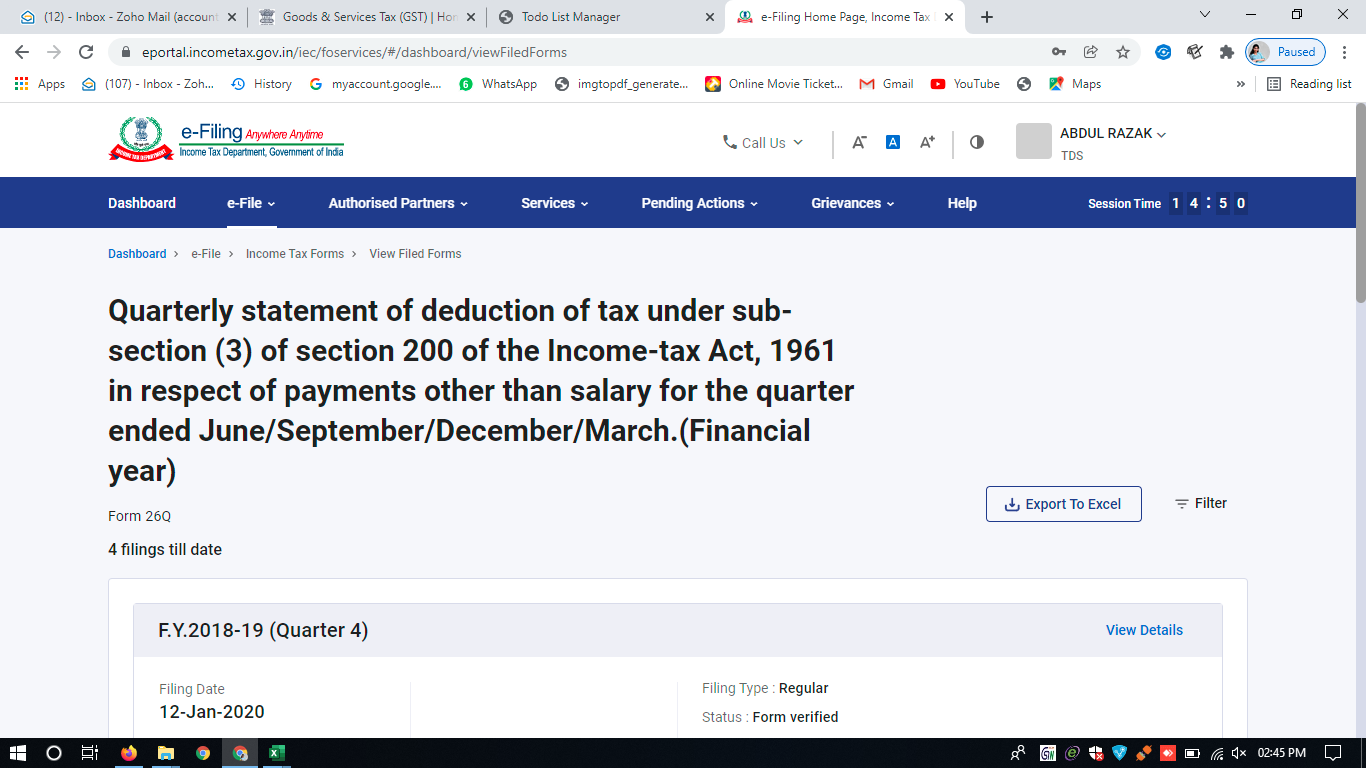 (12) - Inbox - Zoho Mail (account
Goods & Services Tax (GST) | Hor
Todo List Manager
e-Filing Home Page, Income Tax
eportal.incometax.gov.in/iec/foservices/#/dashboard/viewFiledForms
Paused
Apps
(107) - Inbox - Zoh...
History
myaccount.google....
WhatsApp
imgtopdf_generate...
Online Movie Ticket...
Gmail
YouTube
Maps
»
Reading list
e-Filing Anywhere Anytime
Income Tax Department, Government of India
INCOME TAX DEPARTMENT
Call Us
A-
A
A+
ABDUL RAZAK
TDS
Dashboard
e-File
Authorised Partners
Services
Pending Actions
Grievances
Help
Session Time 1 4 : 5 0
Dashboard > e-File > Income Tax Forms > View Filed Forms
Quarterly statement of deduction of tax under sub-
section (3) of section 200 of the Income-tax Act, 1961
in respect of payments other than salary for the quarter
ended June/September/December/March.(Financial
year)
Export To Excel
Filter
Form 26Q
4 filings till date
F.Y.2018-19 (Quarter 4)
View Details
Filing Date
12-Jan-2020
Filing Type : Regular
Status : Form verified
02:45 PM